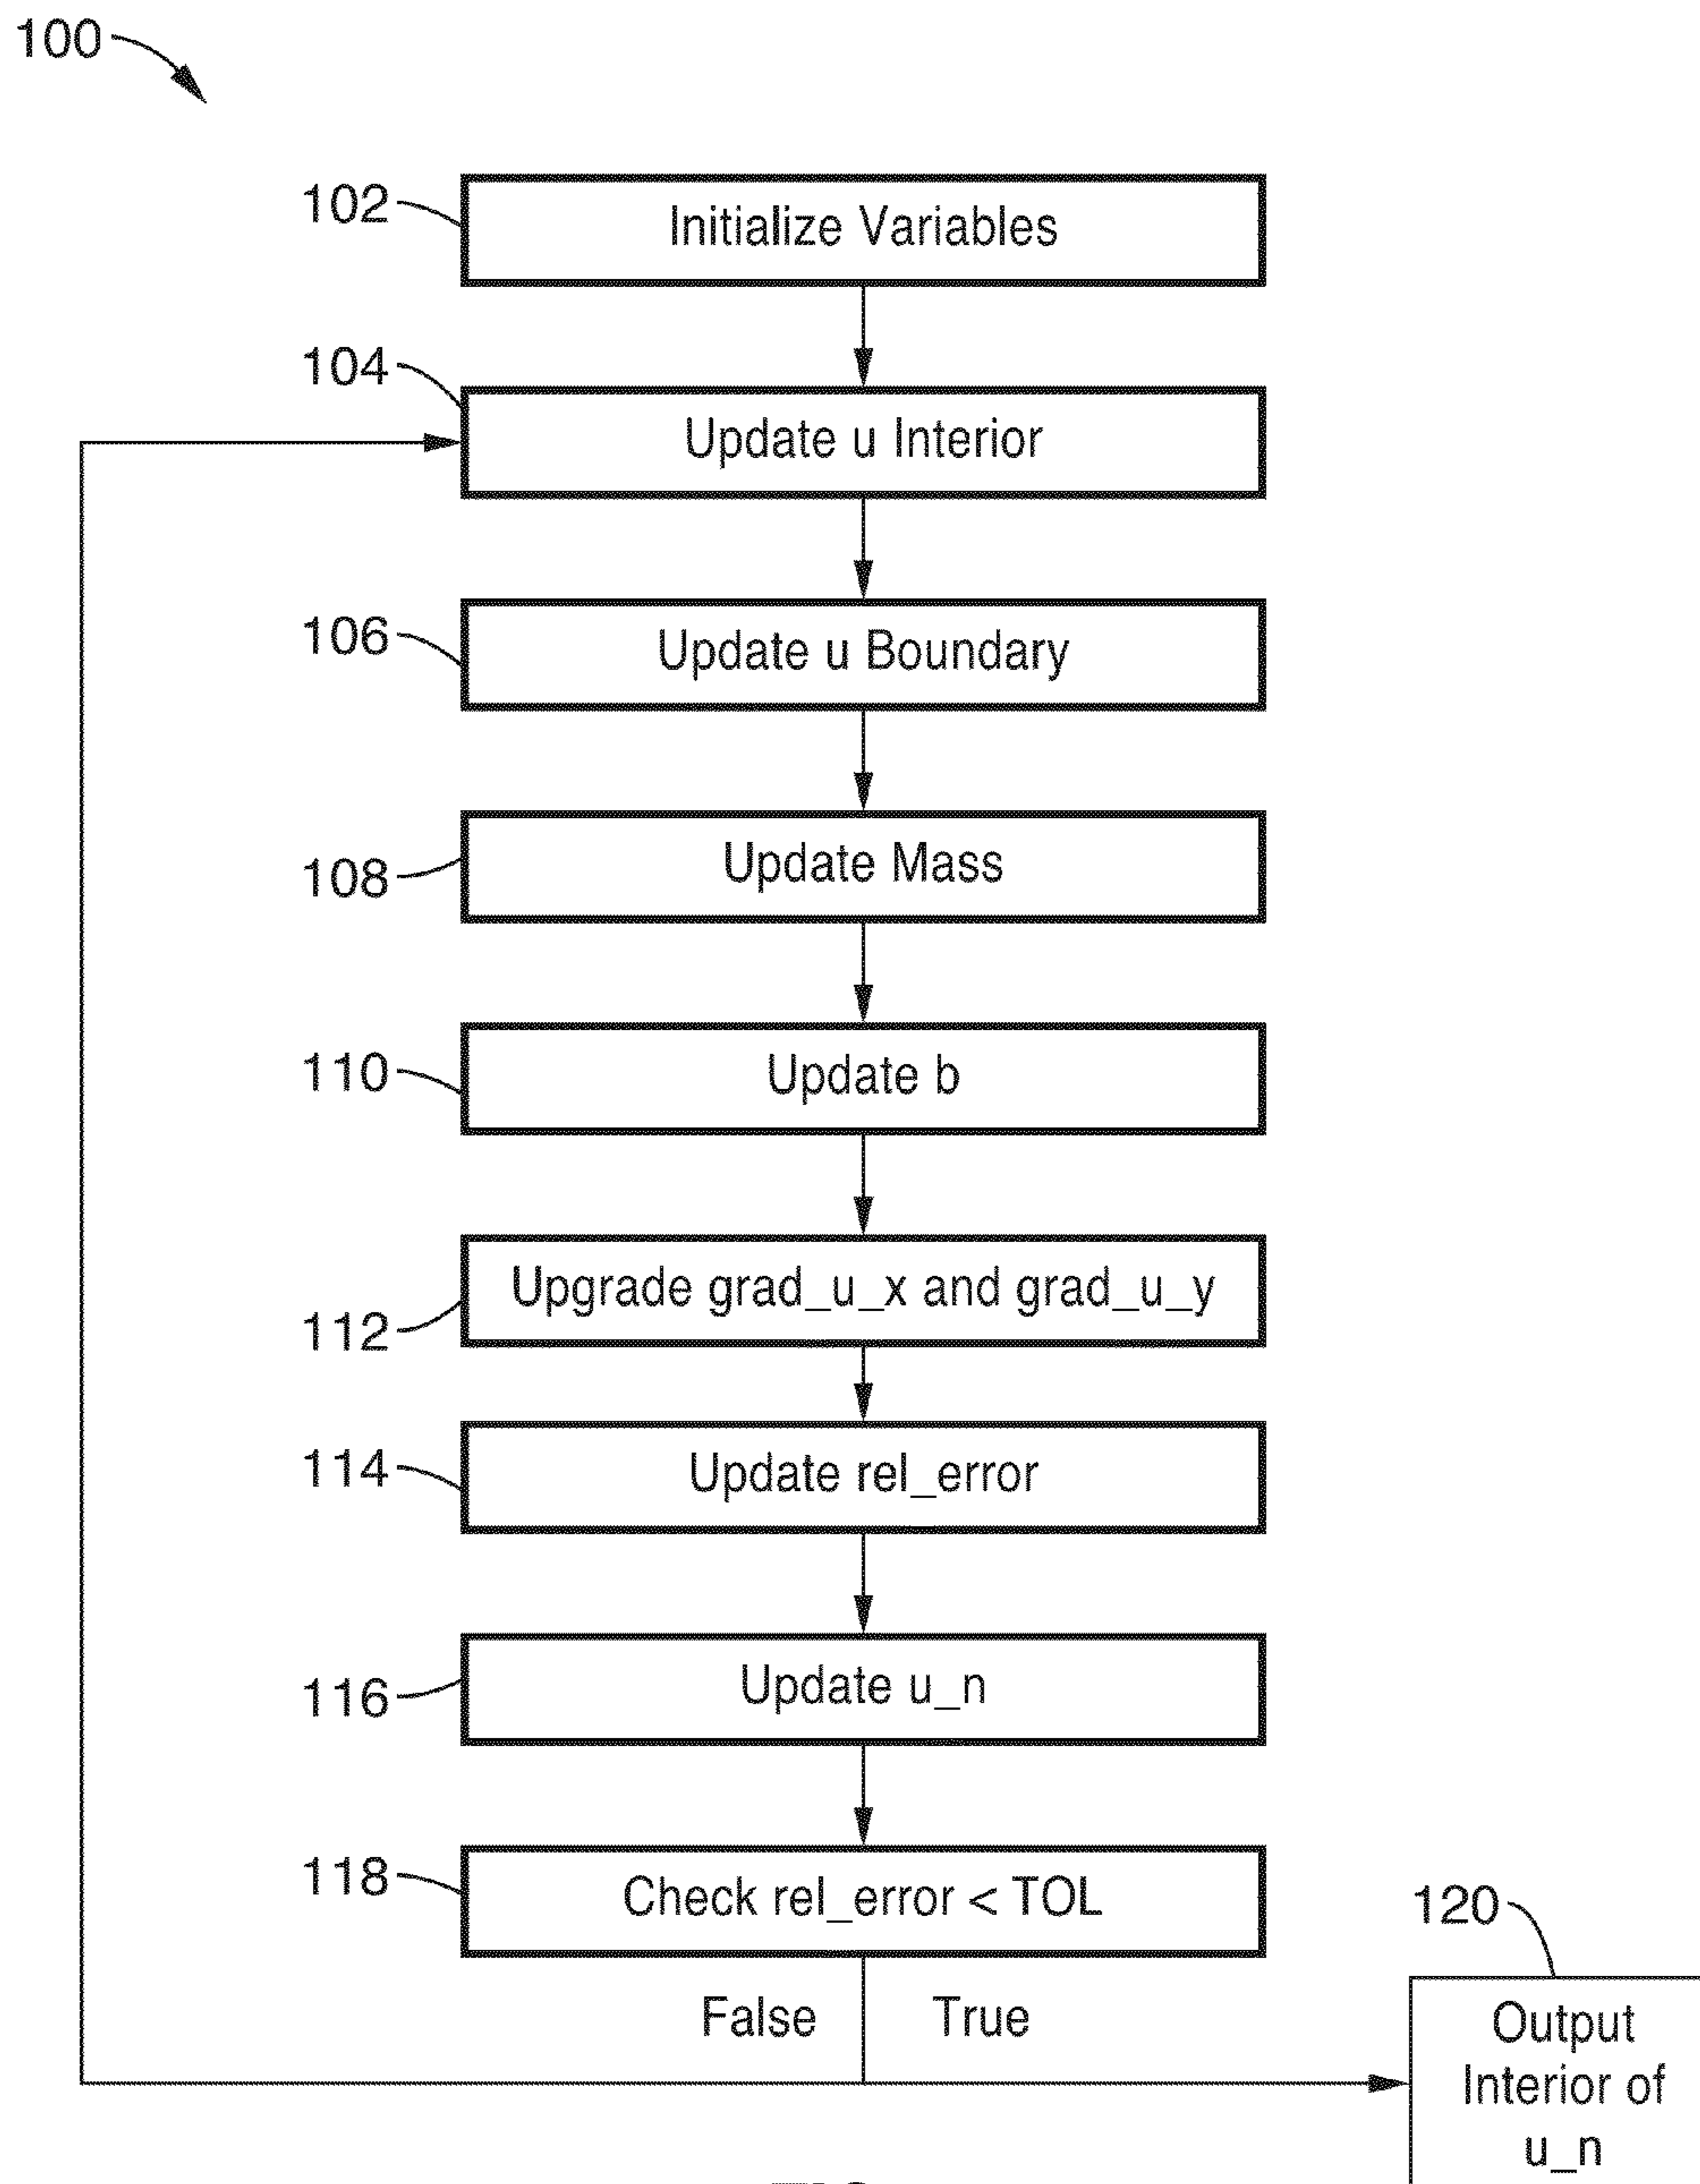 100
102
Initialize Variables
104
Update u Interior
106
Update u Boundary
108
Update Mass
110
Update b
112
Upgrade grad_u_x and grad_u_y
114
Update rel_error
116
Update u_n
118
Check rel_error < TOL
False
True
120
Output
Interior of
u_n